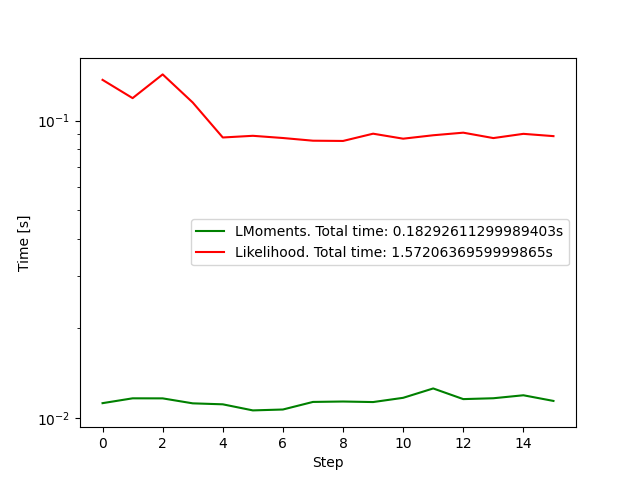 10⁻¹
10⁻²
Time [s]
LMoments. Total time: 0.18292611299989403s
Likelihood. Total time: 1.5720636959999865s
0 2 4 6 8 10 12 14
Step